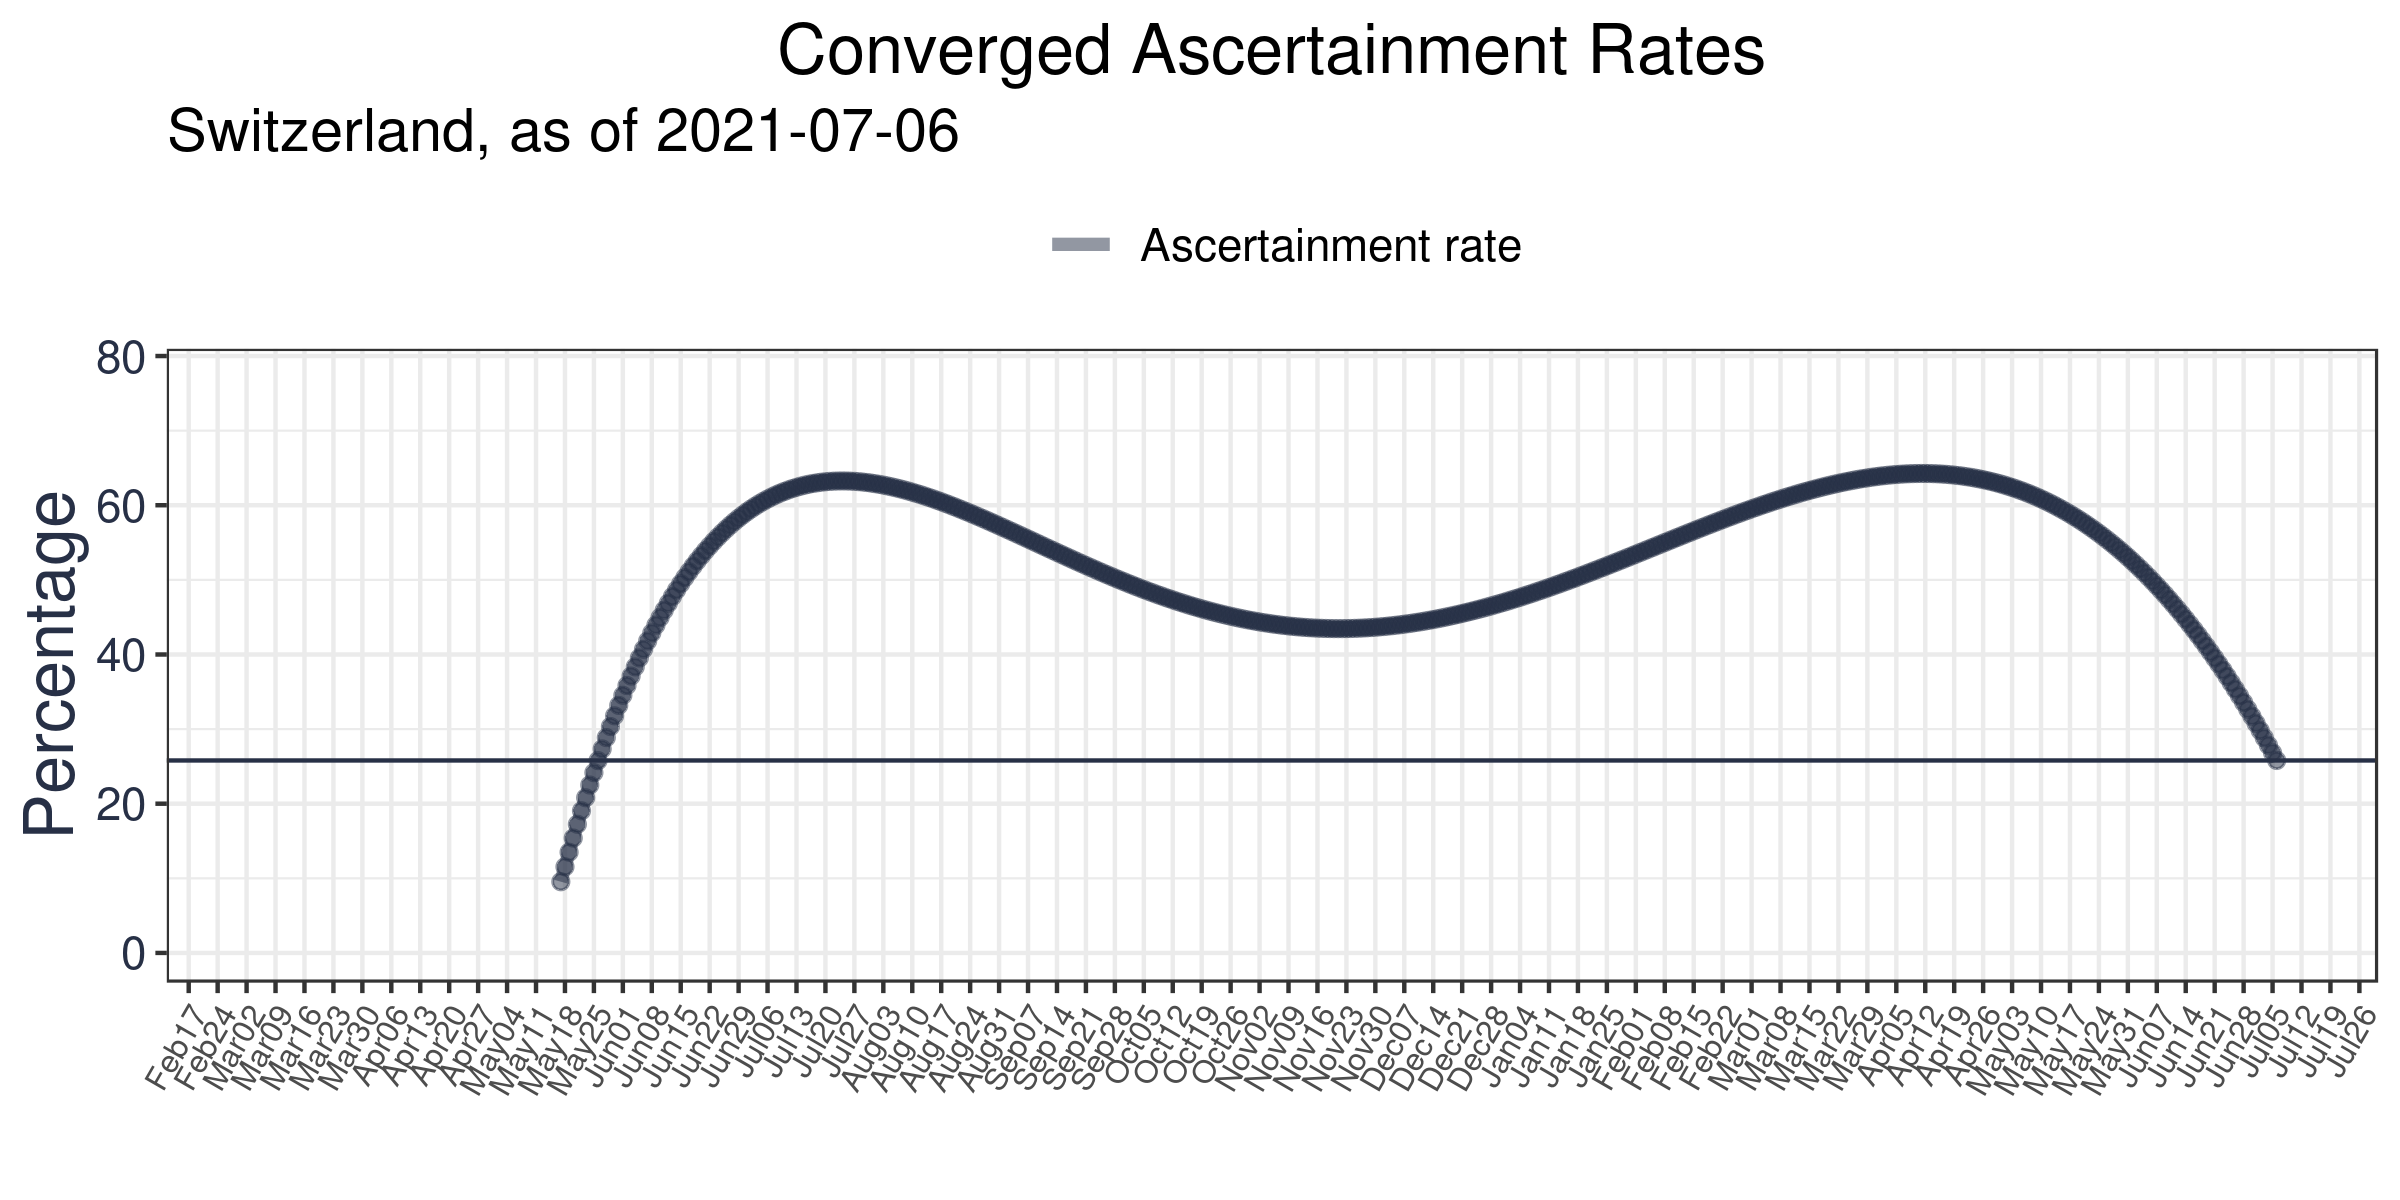 Converged Ascertainment Rates
Switzerland, as of 2021-07-06
Ascertainment rate
Percentage
80
60
40
20
0
Feb17
Feb24
Mar02
Mar09
Mar16
Mar23
Mar30
Apr06
Apr13
Apr20
Apr27
May04
May11
May18
May25
Jun01
Jun08
Jun15
Jun22
Jun29
Jul06
Jul13
Jul20
Jul27
Aug03
Aug10
Aug17
Aug24
Aug31
Sep07
Sep14
Sep21
Sep28
Oct05
Oct12
Oct19
Oct26
Nov02
Nov09
Nov16
Nov23
Nov30
Dec07
Dec14
Dec21
Dec28
Jan04
Jan11
Jan18
Jan25
Feb01
Feb08
Feb15
Feb22
Mar01
Mar08
Mar15
Mar22
Mar29
Apr05
Apr12
Apr19
Apr26
May03
May10
May17
May24
May31
Jun07
Jun14
Jun21
Jun28
Jul05
Jul12
Jul19
Jul26